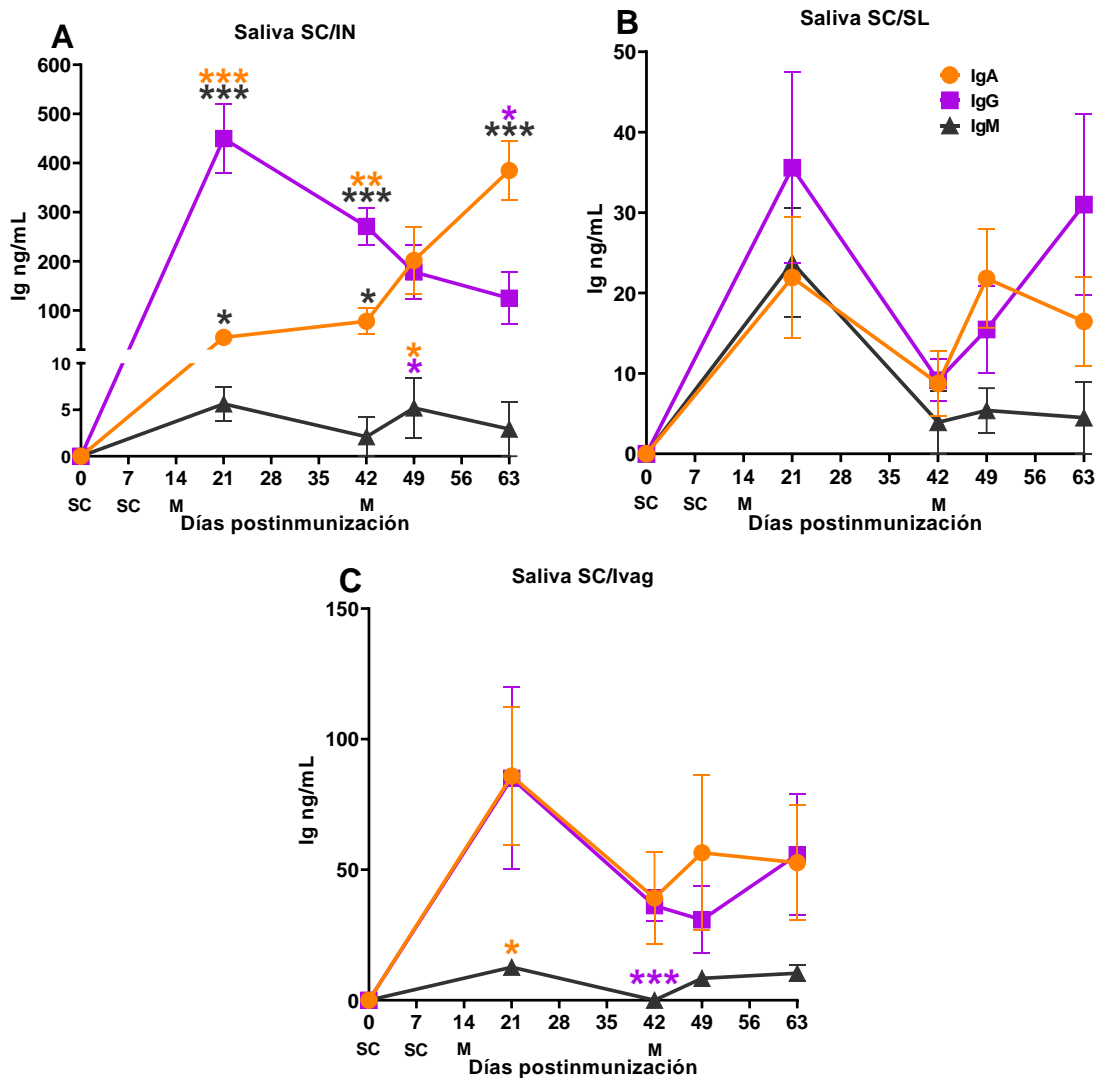 A
Saliva SC/IN
Ig ng/mL
600
500
400
300
200
100
10
5
0
***
***
*
**
***
*
*
*
*
***
0 7 14 21 28 35 42 49 56 63
SC SC M M
Días postinmunización
B
Saliva SC/SL
Ig ng/mL
50
40
30
20
10
0
IgA
IgG
IgM
0 7 14 21 28 35 42 49 56 63
SC SC M M
Días postinmunización
C
Saliva SC/Ivag
Ig ng/mL
150
100
50
0
*
***
0 7 14 21 28 35 42 49 56 63
SC SC M M
Días postinmunización